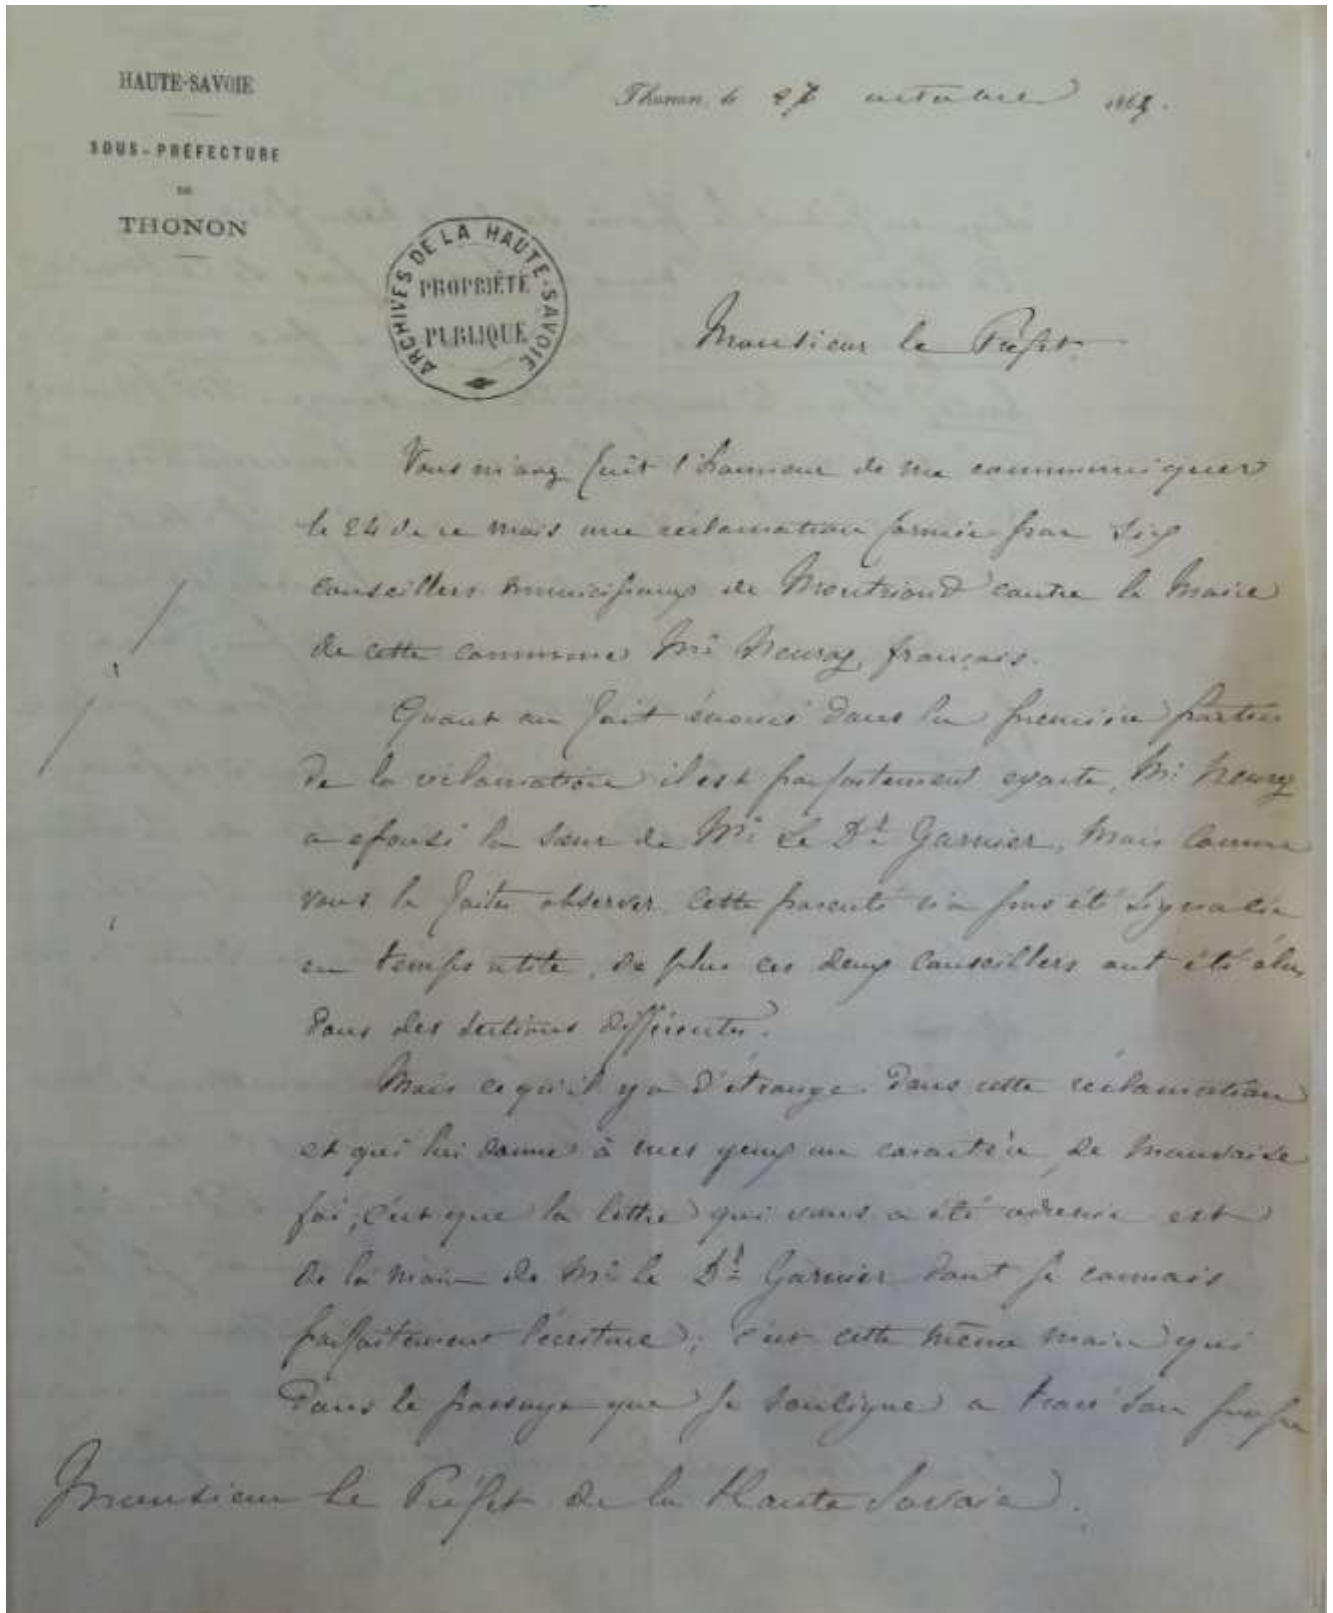 HAUTE-SAVOIE
SOUS-PRÉFECTURE
DE
THONON
Thonon, le 27 octobre 186
ARCHIVES DE LA HAUTE-SAVOIE
PROPRIÉTÉ
PUBLIQUE
Monsieur le Préfet
Vous m'avez fait l'honneur de me communiquer
le 24 de ce mois une réclamation formée par six
conseillers municipaux de Montriond contre le Maire
de cette commune Mr Neuraz, français.
Quant au fait énoncé dans la première partie
de la réclamation il est parfaitement exacte, Mr Neuraz
a epousé la sœur de Mr Le Dr Garnier, Mais comme
vous le faites observer, cette parenté n'a pas été signalée
en temps utile, de plus ces deux conseillers ont été élus
dans des sections différentes.
Mais ce qu'il y a d'étrange dans cette réclamation
et qui lui donne à mes yeux un caractère de mauvaise
foi, c'est que la lettre qui vous a été adressée est
de la main de Mr le Dr Garnier dont je connais
parfaitement l'écriture; c'est cette même main qui
dans le passage que je souligne a tracé son propre
Monsieur le Préfet de la Haute Savoie.